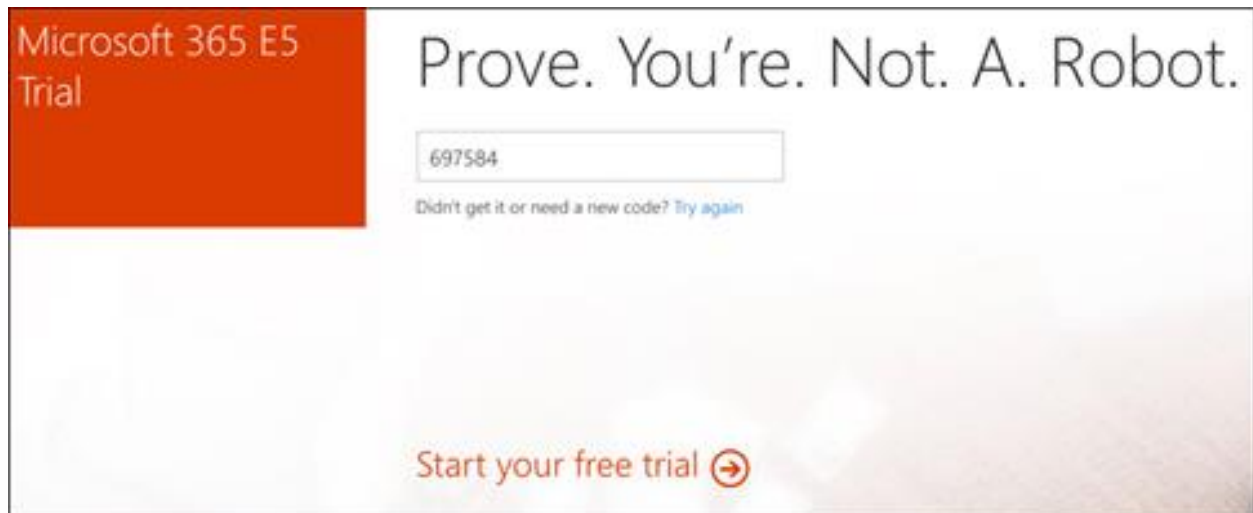 Microsoft 365 E5
Trial
Prove. You're. Not. A. Robot.
697584
Didn't get it or need a new code? Try again
Start your free trial